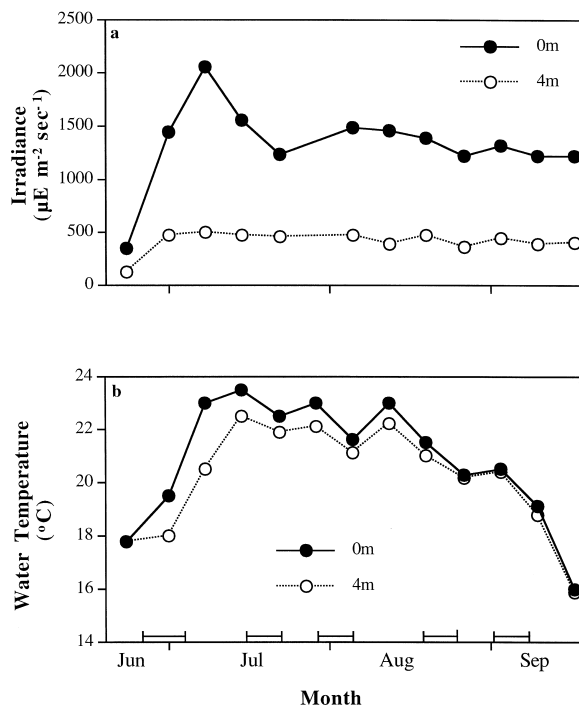 a
2500
2000
1500
1000
500
0
Irradiance
(µE m-2 sec-1)
0m
4m
b
24
22
20
18
16
14
Water Temperature
(oC)
0m
4m
Jun
Jul
Aug
Sep
Month